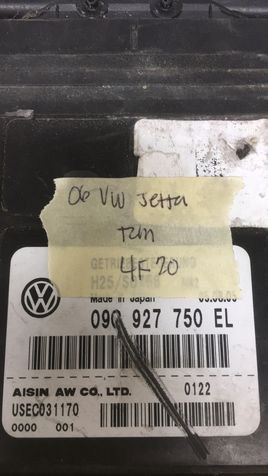 06 VW Jetta
tcm
4F20
Made in Japan
09G 927 750 EL
AISIN AW CO., LTD.
0122
USEC031170
0000 001